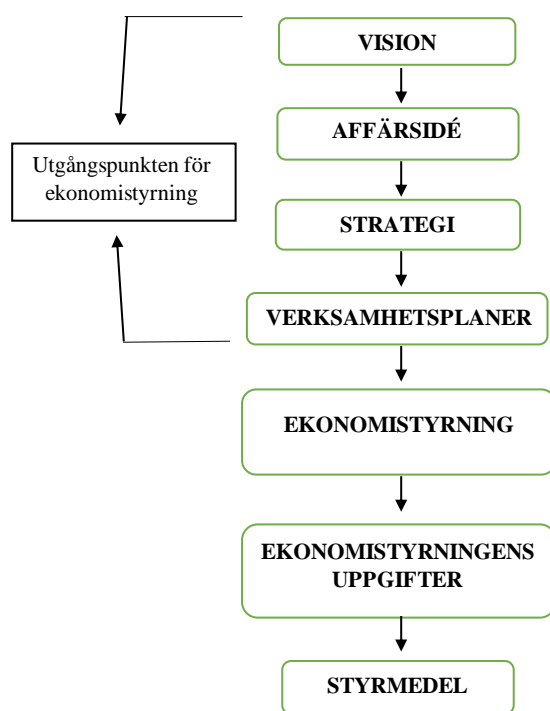 VISION
AFFÄRSIDÉ
Utgångspunkten för
ekonomistyrning
STRATEGI
VERKSAMHETSPLANER
EKONOMISTYRNING
EKONOMISTYRNINGENS
UPPGIFTER
STYRMEDEL